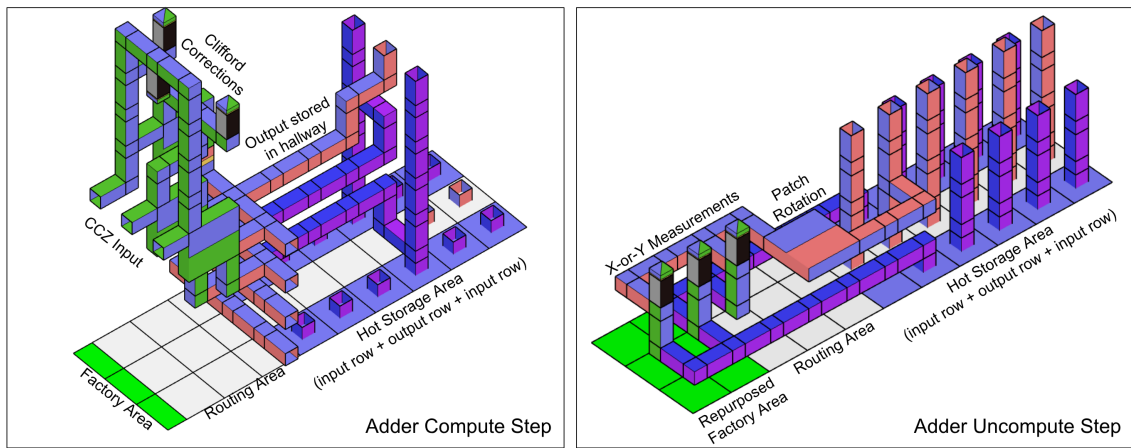 Clifford
Corrections
Output stored
in hallway
CCZ Input
Hot Storage Area
(input row + output row + input row)
Routing Area
Factory Area
Adder Compute Step
X-or-Y Measurements
Patch
Rotation
Hot Storage Area
(input row + output row + input row)
Routing Area
Repurposed
Factory Area
Adder Uncompute Step